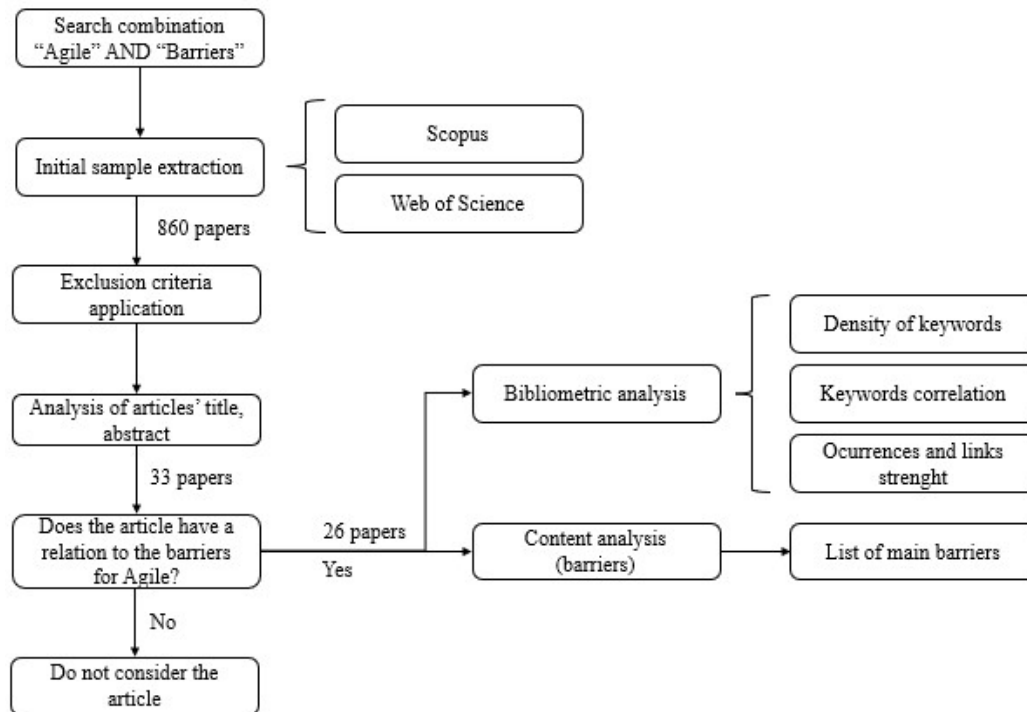 Search combination
“Agile” AND “Barriers”
Initial sample extraction
Scopus
Web of Science
860 papers
Exclusion criteria
application
Analysis of articles’ title,
abstract
33 papers
Does the article have a
relation to the barriers
for Agile?
No
Do not consider the
article
26 papers
Yes
Bibliometric analysis
Density of keywords
Keywords correlation
Ocurrences and links
strenght
Content analysis
(barriers)
List of main barriers